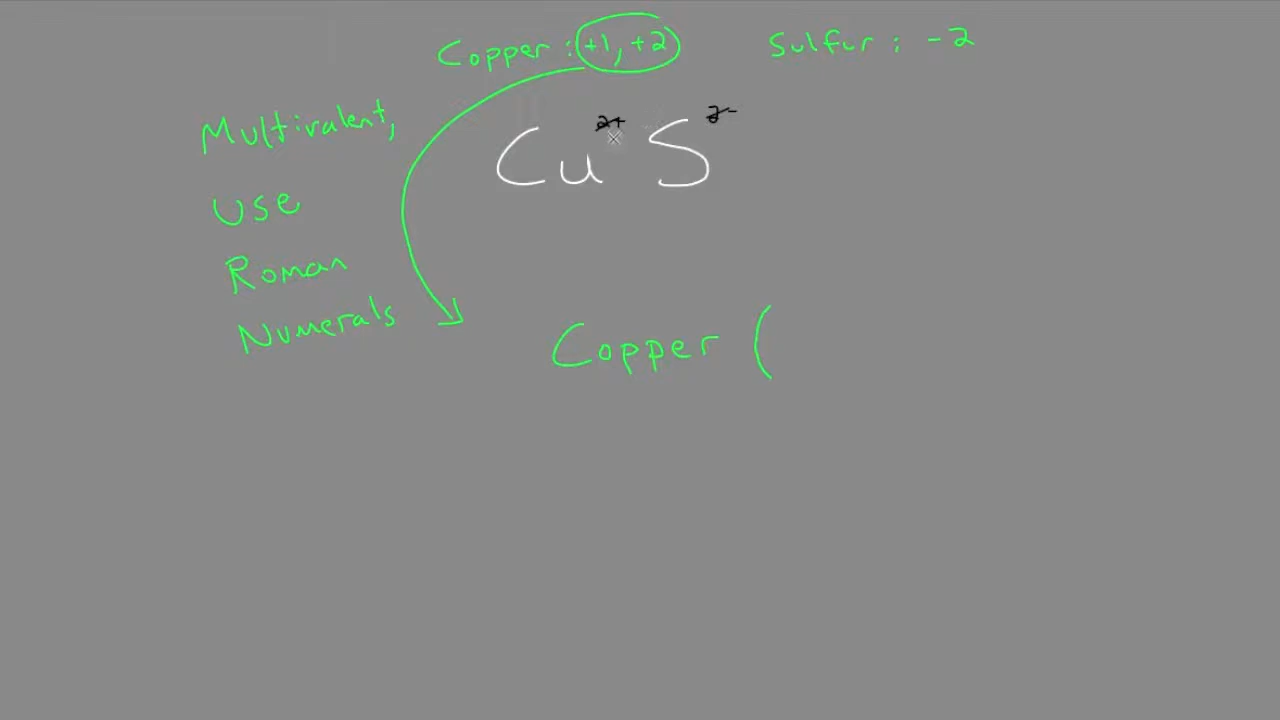 Copper : +1, +2
Sulfur : -2
2+ 2-
Cu S
Multivalent,
Use
Roman
Numerals
Copper (